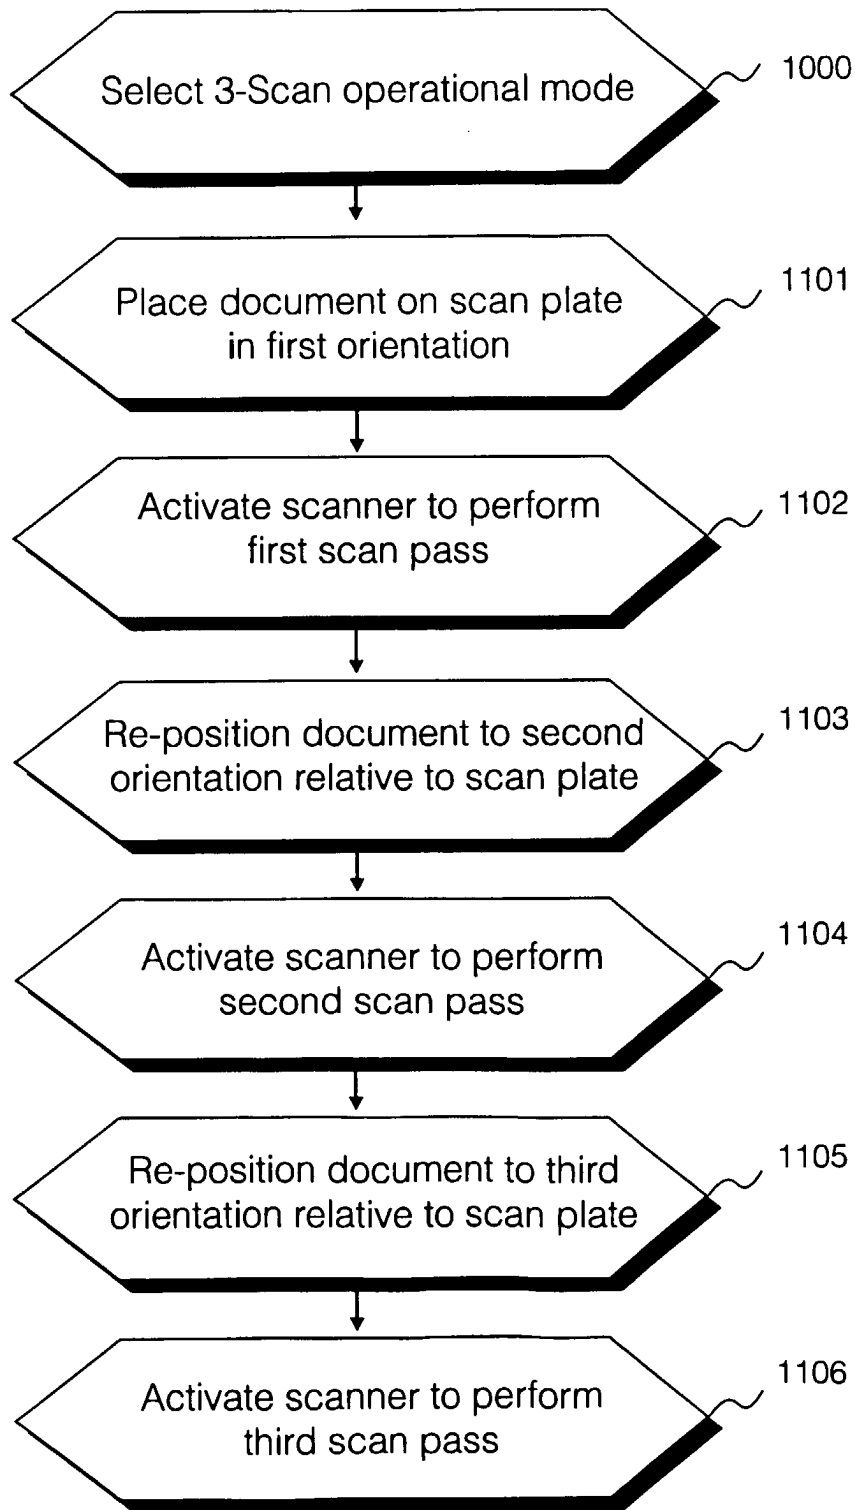 Select 3-Scan operational mode
1000
Place document on scan plate
in first orientation
1101
Activate scanner to perform
first scan pass
1102
Re-position document to second
orientation relative to scan plate
1103
Activate scanner to perform
second scan pass
1104
Re-position document to third
orientation relative to scan plate
1105
Activate scanner to perform
third scan pass
1106